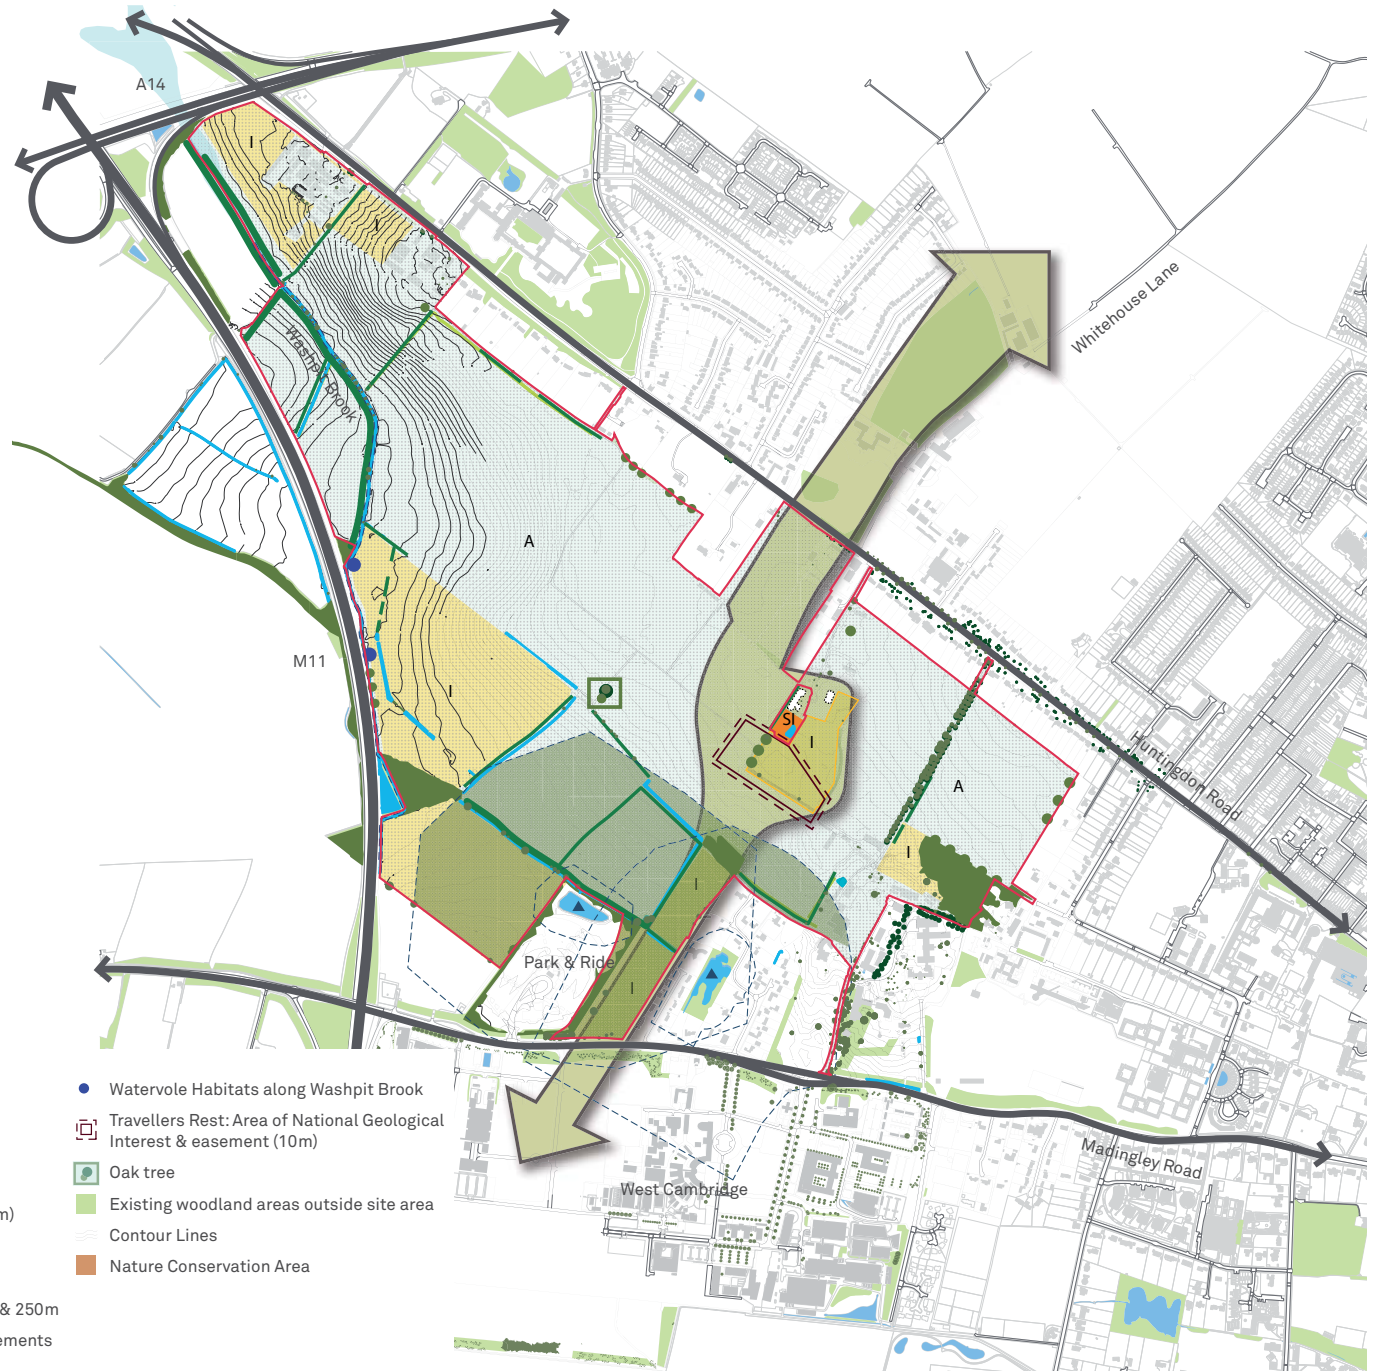 A14
I
I
Whitehouse Lane
Washpit Brook
A
M11
I
SI
I
Huntingdon Road
A
I
I
Park & Ride
I
Watervole Habitats along Washpit Brook
Travellers Rest: Area of National Geological
Interest & easement (10m)
Oak tree
Existing woodland areas outside site area
m)
Contour Lines
Nature Conservation Area
& 250m
ements
Madingley Road
West Cambridge